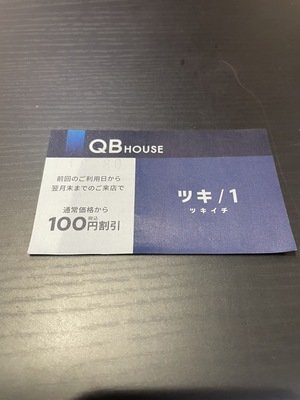 QB HOUSE
前回のご利用日から
翌月末までのご来店で
通常価格から
税込
100円割引
ツキ/1
ツキイチ